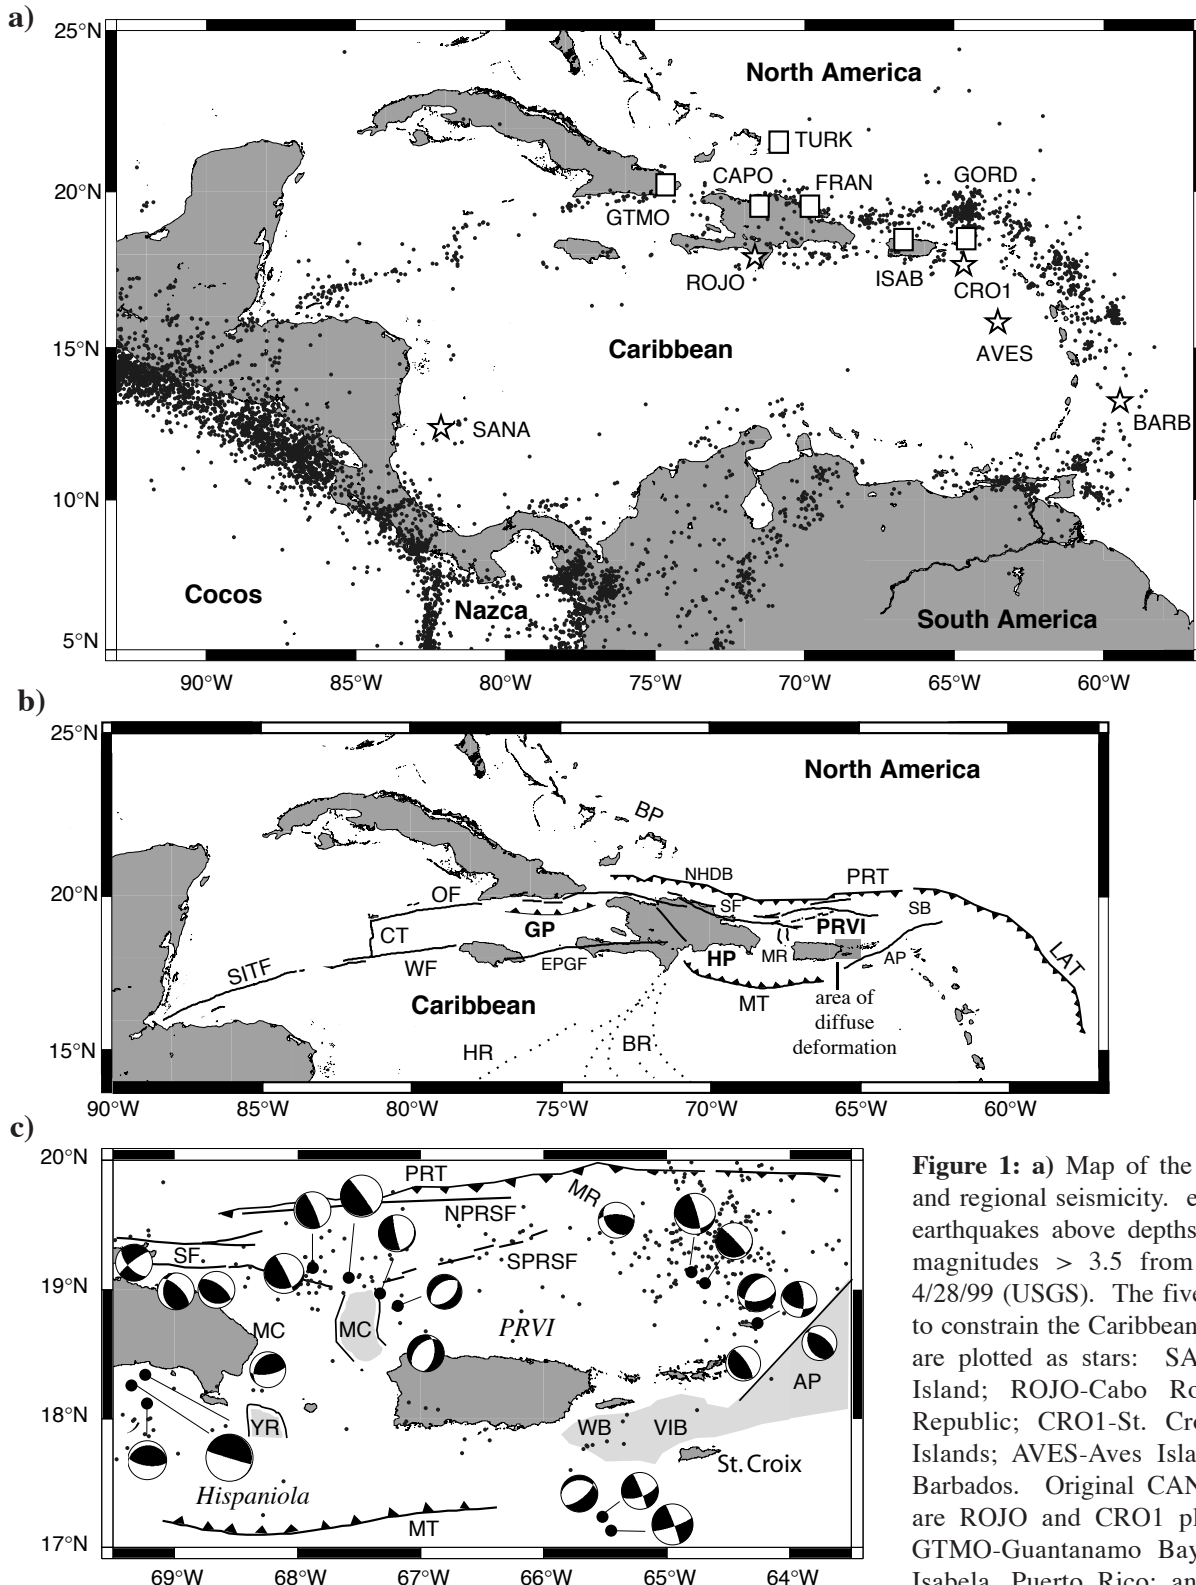 a)
25°N
20°N
15°N
10°N
5°N
North America
TURK
CAPO
FRAN
GORD
GTMO
ROJO
ISAB
CRO1
AVES
Caribbean
SANA
BARB
Cocos
Nazca
South America
90°W
85°W
80°W
75°W
70°W
65°W
60°W
b)
25°N
20°N
15°N
North America
BP
NHDB
PRT
OF
SF
SB
GP
PRVI
CT
HP
MR
AP
LAT
SITF
WF
EPGF
Caribbean
MT
area of
diffuse
deformation
HR
BR
90°W
85°W
80°W
75°W
70°W
65°W
60°W
c)
20°N
19°N
18°N
17°N
PRT
MR
NPRSF
SF
SPRSF
MC
MC
PRVI
AP
YR
WB
VIB
St. Croix
Hispaniola
MT
69°W
68°W
67°W
66°W
65°W
64°W
Figure 1: a) Map of the
and regional seismicity. e
earthquakes above depths
magnitudes > 3.5 from
4/28/99 (USGS). The five
to constrain the Caribbean
are plotted as stars: SA
Island; ROJO-Cabo Ro
Republic; CRO1-St. Cro
Islands; AVES-Aves Isla
Barbados. Original CAN
are ROJO and CRO1 pl
GTMO-Guantanamo Bay
Isabela, Puerto Rico; an